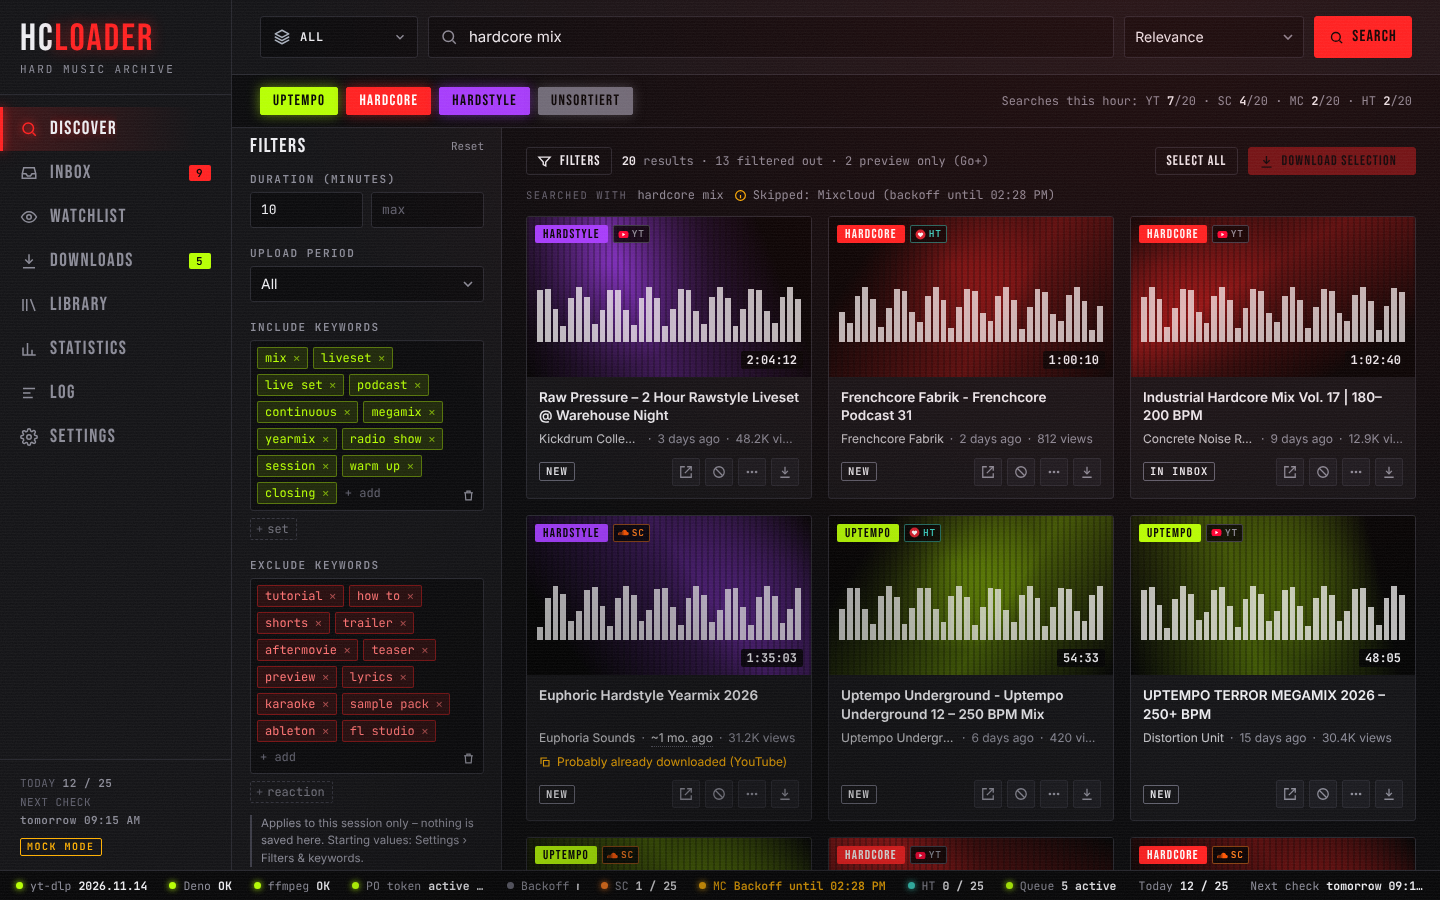 HCLOADER
HARD MUSIC ARCHIVE
DISCOVER
INBOX 9
WATCHLIST
DOWNLOADS 5
LIBRARY
STATISTICS
LOG
SETTINGS
TODAY 12 / 25
NEXT CHECK
tomorrow 09:15 AM
MOCK MODE
ALL
hardcore mix
Relevance
SEARCH
UPTEMPO HARDCORE HARDSTYLE UNSORTIERT
Searches this hour: YT 7/20 · SC 4/20 · MC 2/20 · HT 2/20
FILTERS Reset
DURATION (MINUTES)
10 max
UPLOAD PERIOD
All
INCLUDE KEYWORDS
mix × liveset ×
live set × podcast ×
continuous × megamix ×
yearmix × radio show ×
session × warm up ×
closing × + add
+ set
EXCLUDE KEYWORDS
tutorial × how to ×
shorts × trailer ×
aftermovie × teaser ×
preview × lyrics ×
karaoke × sample pack ×
ableton × fl studio ×
+ add
+ reaction
Applies to this session only – nothing is
saved here. Starting values: Settings ›
Filters & keywords.
FILTERS 20 results · 13 filtered out · 2 preview only (Go+)
SELECT ALL DOWNLOAD SELECTION
SEARCHED WITH hardcore mix Skipped: Mixcloud (backoff until 02:28 PM)
HARDSTYLE YT
2:04:12
Raw Pressure – 2 Hour Rawstyle Liveset
@ Warehouse Night
Kickdrum Colle... · 3 days ago · 48.2K vi...
NEW
HARDCORE HT
1:00:10
Frenchcore Fabrik - Frenchcore
Podcast 31
Frenchcore Fabrik · 2 days ago · 812 views
NEW
HARDCORE YT
1:02:40
Industrial Hardcore Mix Vol. 17 | 180–
200 BPM
Concrete Noise R... · 9 days ago · 12.9K vi...
IN INBOX
HARDSTYLE SC
1:35:03
Euphoric Hardstyle Yearmix 2026
Euphoria Sounds · ~1 mo. ago · 31.2K views
Probably already downloaded (YouTube)
NEW
UPTEMPO HT
54:33
Uptempo Underground - Uptempo
Underground 12 – 250 BPM Mix
Uptempo Undergr... · 6 days ago · 420 vi...
NEW
UPTEMPO YT
48:05
UPTEMPO TERROR MEGAMIX 2026 –
250+ BPM
Distortion Unit · 15 days ago · 30.4K views
NEW
UPTEMPO SC
HARDCORE YT
HARDCORE SC
yt-dlp 2026.11.14 Deno OK ffmpeg OK PO token active … Backoff SC 1 / 25 MC Backoff until 02:28 PM HT 0 / 25 Queue 5 active Today 12 / 25 Next check tomorrow 09:1…